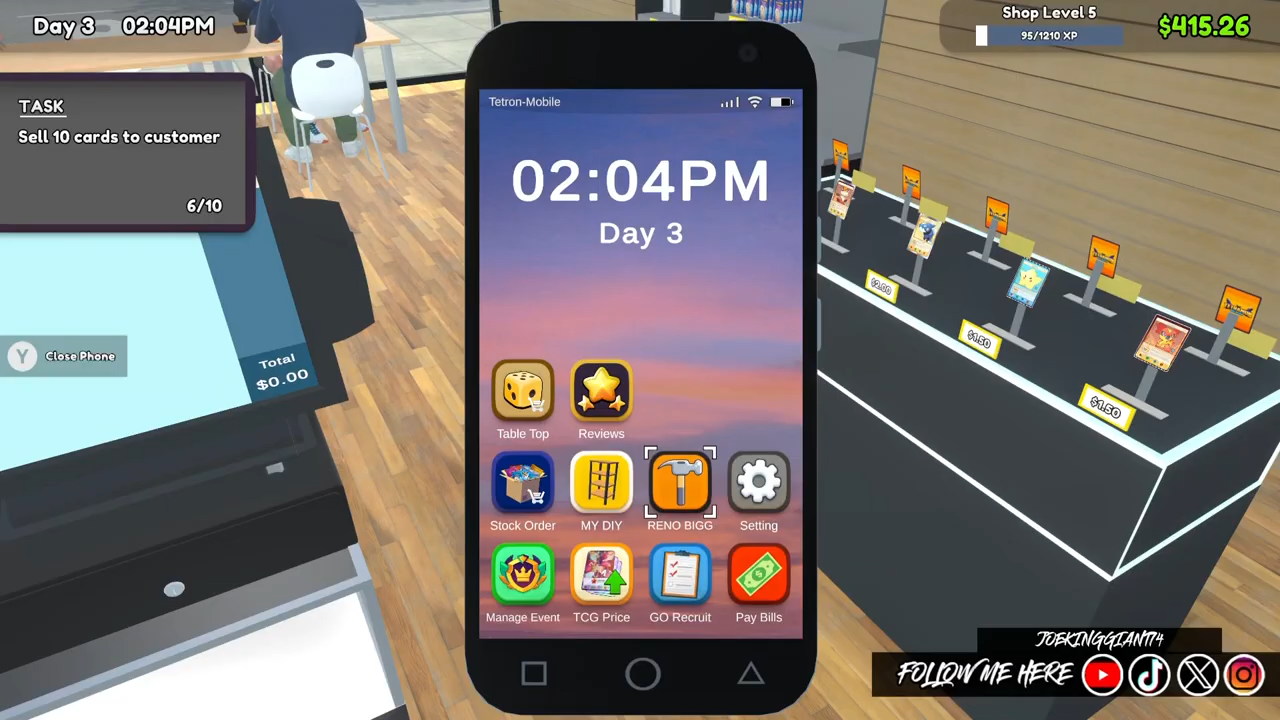 Day 3 02:04PM
Shop Level 5
95/1210 XP
$415.26
TASK
Sell 10 cards to customer
6/10
Tetron-Mobile
02:04PM
Day 3
Y Close Phone
Total
$0.00
Table Top
Reviews
Stock Order
MY DIY
RENO BIGG
Setting
Manage Event
TCG Price
GO Recruit
Pay Bills
$2.00
$1.50
$1.50
JOEKINGGIANT74
FOLLOW ME HERE